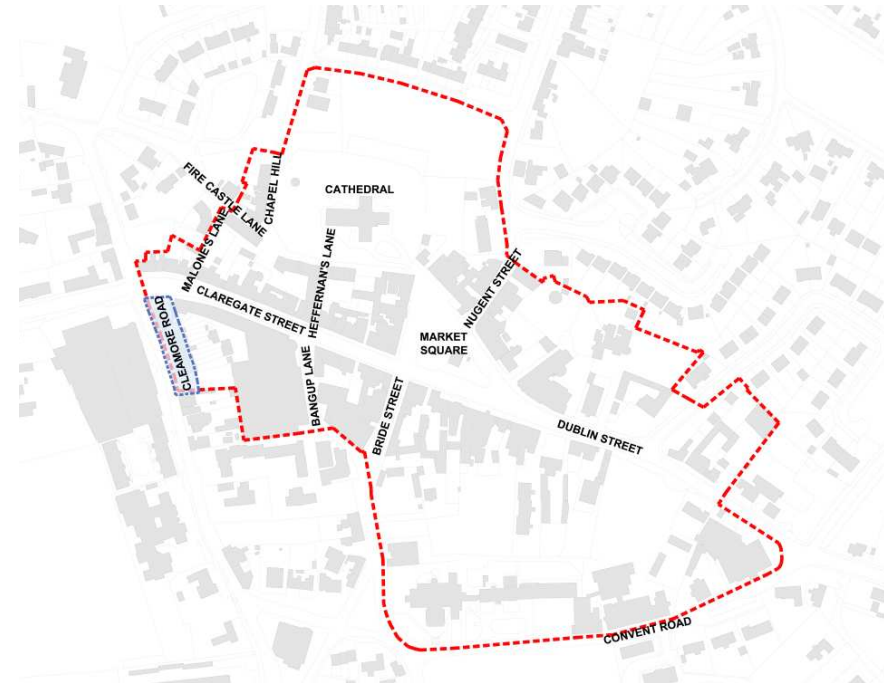 FIRE CASTLE LANE
CHAPEL HILL
CATHEDRAL
MALONE'S LANE
HEFFERNAN'S LANE
NUGENT STREET
CLAREGATE STREET
CLEAMORE ROAD
MARKET
SQUARE
BANGUP LANE
BRIDE STREET
DUBLIN STREET
CONVENT ROAD